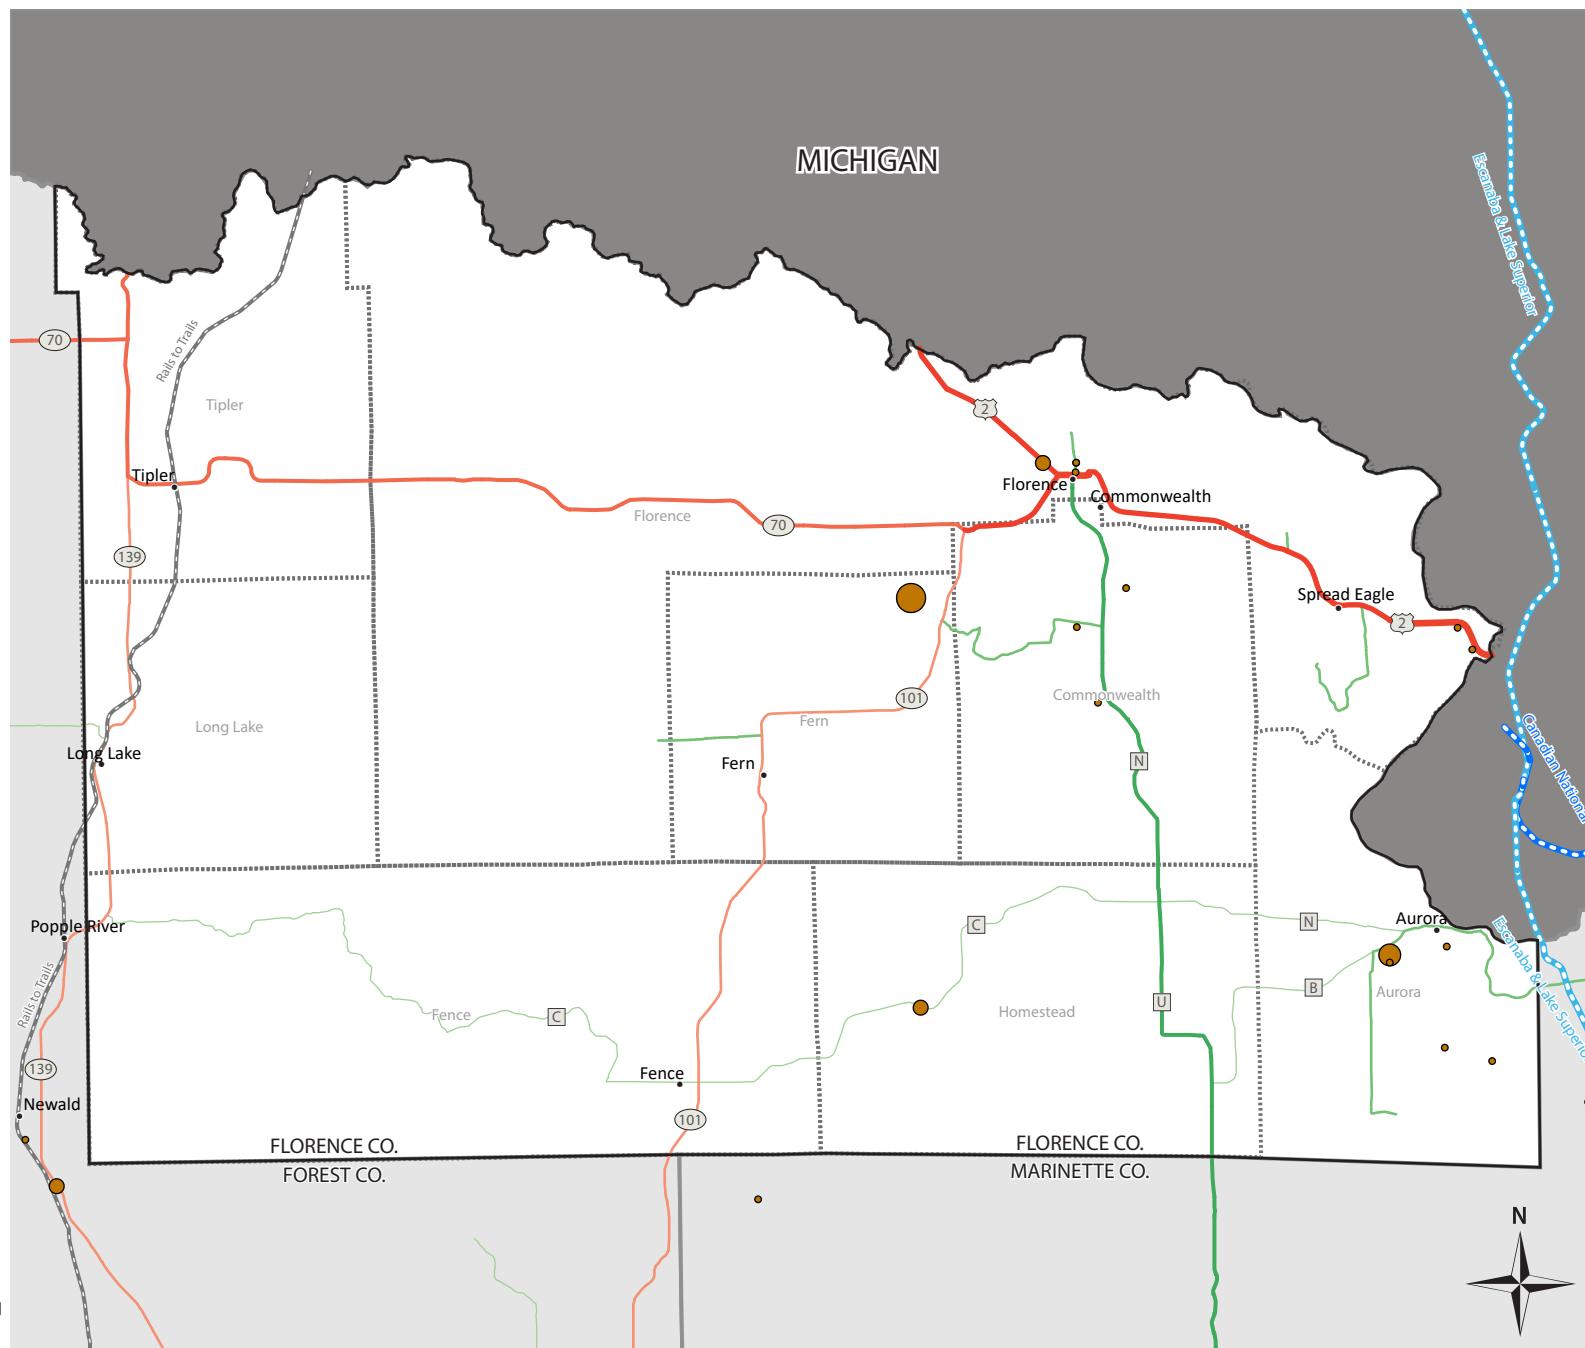 MICHIGAN
Escanaba & Lake Superior
70
Rails to Trails
Tipler
2
Tipler
Florence
Commonwealth
Florence
70
139
Spread Eagle
2
Commonwealth
101
Long Lake
Fern
Canadian National
Long Lake
Fern
N
Popple River
C
N
Aurora
Escanaba & Lake Superior
Rails to Trails
B
Aurora
U
Fence
C
Homestead
139
Fence
Newald
101
FLORENCE CO.
FLORENCE CO.
FOREST CO.
MARINETTE CO.
N